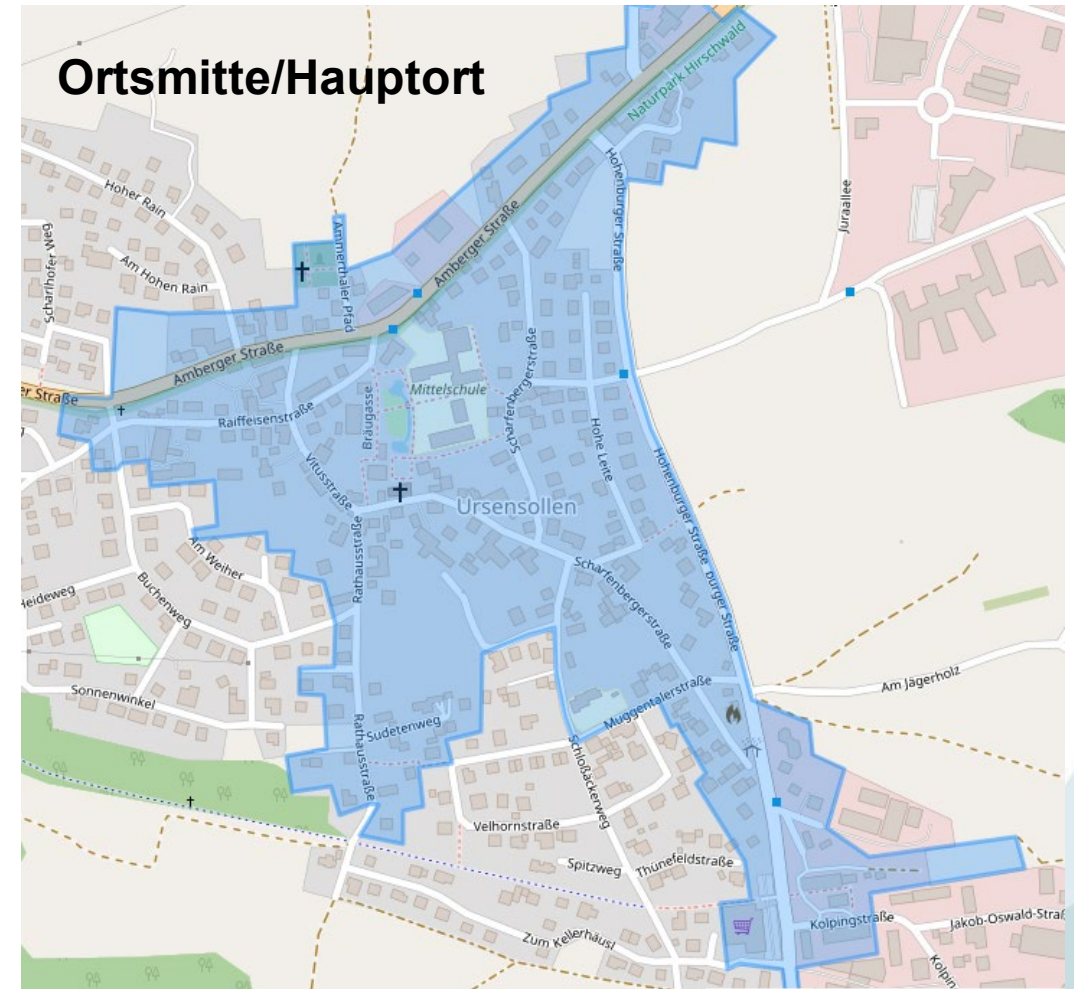 Ortsmitte/Hauptort
Naturpark Hirschwald
Hoher Rain
Hohenburger Straße
Juraallee
Scharlhofer Weg
Am Hohen Rain
Ammerthaler Pfad
Amberger Straße
Amberger Straße
er Straße
Mittelschule
Scharfenbergerstraße
Raiffeisenstraße
Bräugasse
Hohe Leite
Vitusstraße
Hohenburger Straße
Ursensollen
Rathausstraße
Am Weiher
Scharfenbergerstraße
burger Straße
Heideweg
Buchenweg
Am Jägerholz
Sonnenwinkel
Muggentalerstraße
Sudetenweg
Rathausstraße
Schloßäckerweg
Velhornstraße
Spitzweg
Thünefeldstraße
Kolpingstraße
Jakob-Oswald-Straß
Zum Kellerhäusl
Kolpin